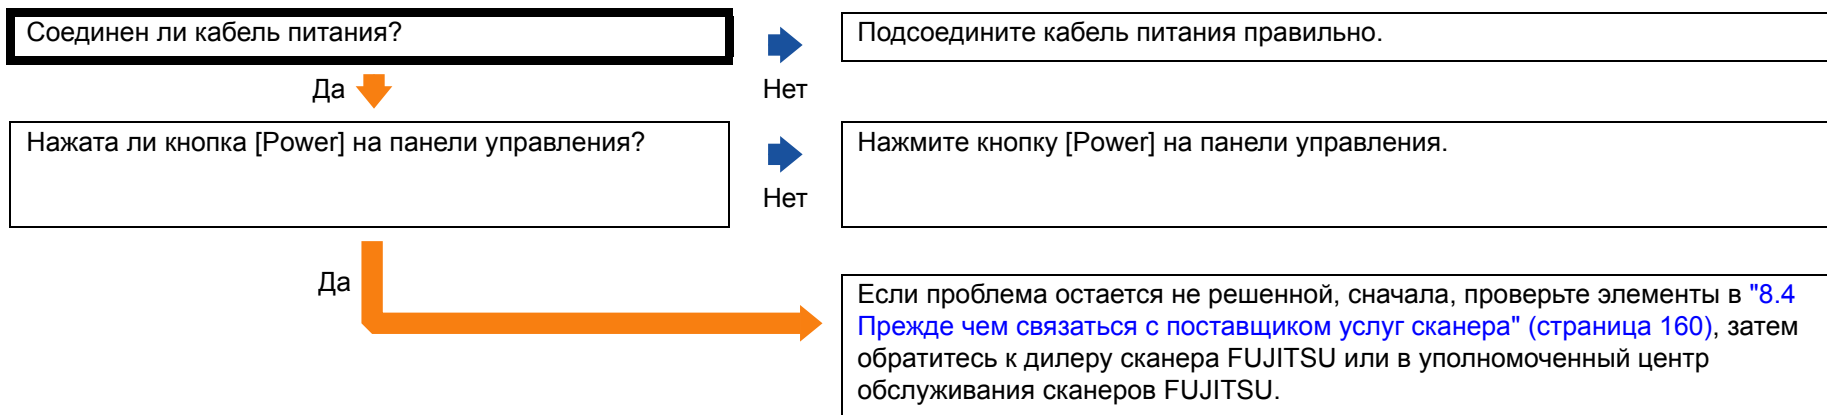 Соединен ли кабель питания?
Подсоедините кабель питания правильно.
Да
Нет
Нажата ли кнопка [Power] на панели управления?
Нажмите кнопку [Power] на панели управления.
Нет
Да
Если проблема остается не решенной, сначала, проверьте элементы в "8.4
Прежде чем связаться с поставщиком услуг сканера" (страница 160), затем
обратитесь к дилеру сканера FUJITSU или в уполномоченный центр
обслуживания сканеров FUJITSU.